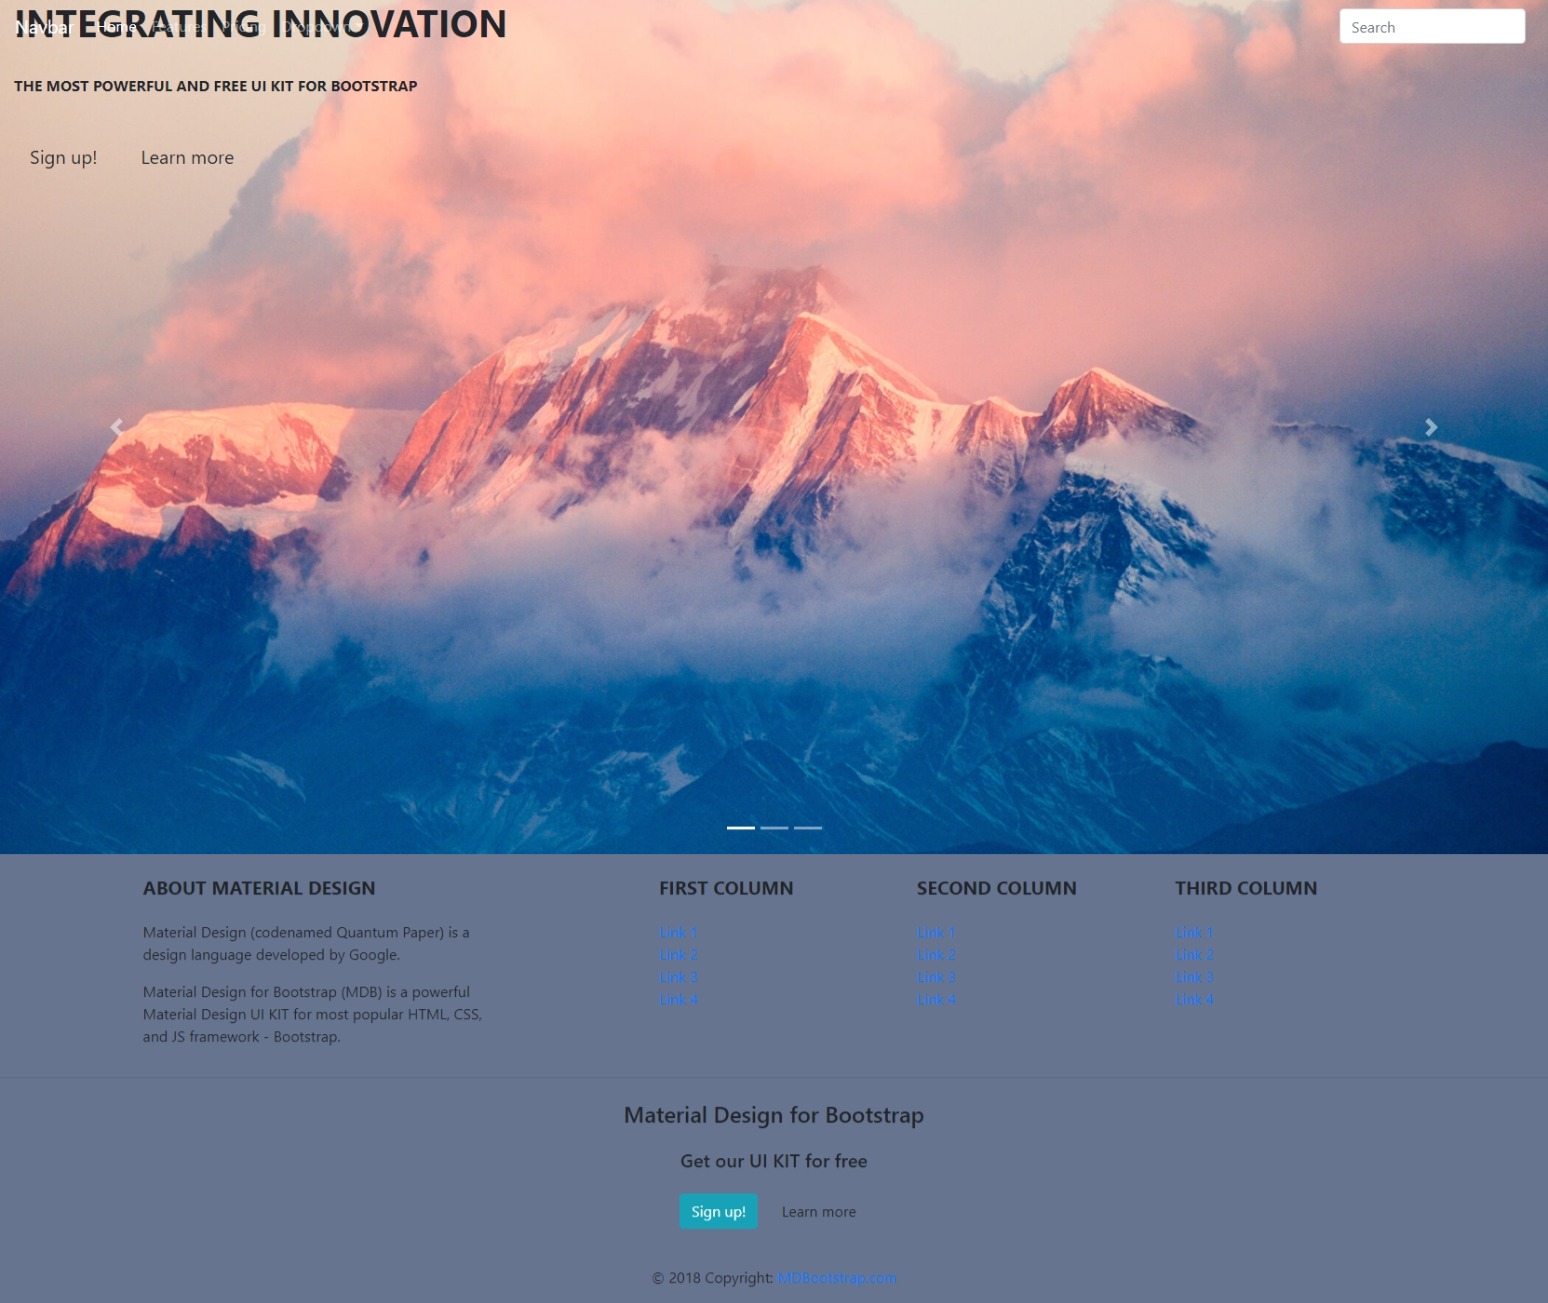 INTEGRATING INNOVATION
Navbar Home Features Pricing Dropdown
Search
THE MOST POWERFUL AND FREE UI KIT FOR BOOTSTRAP
Sign up! Learn more
ABOUT MATERIAL DESIGN
Material Design (codenamed Quantum Paper) is a
design language developed by Google.
Material Design for Bootstrap (MDB) is a powerful
Material Design UI KIT for most popular HTML, CSS,
and JS framework - Bootstrap.
FIRST COLUMN
Link 1
Link 2
Link 3
Link 4
SECOND COLUMN
Link 1
Link 2
Link 3
Link 4
THIRD COLUMN
Link 1
Link 2
Link 3
Link 4
Material Design for Bootstrap
Get our UI KIT for free
Sign up! Learn more
© 2018 Copyright: MDBootstrap.com